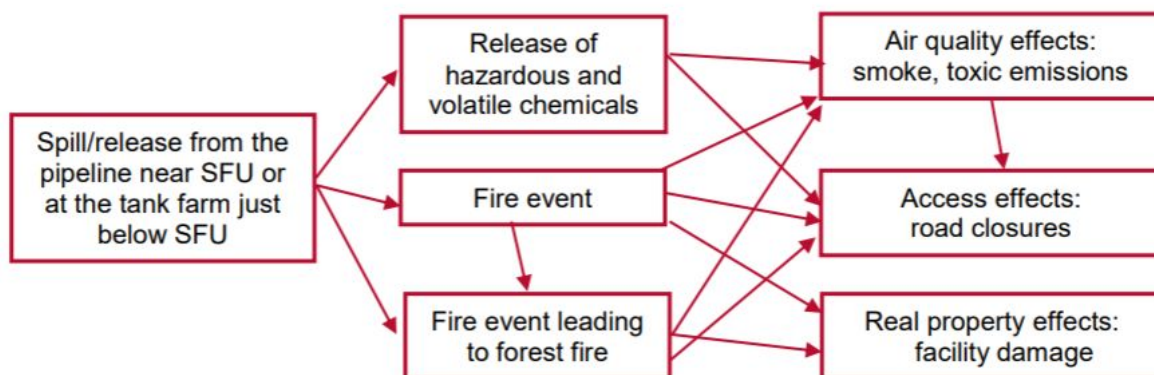 Spill/release from the
pipeline near SFU or
at the tank farm just
below SFU
Release of
hazardous and
volatile chemicals
Fire event
Fire event leading
to forest fire
Air quality effects:
smoke, toxic emissions
Access effects:
road closures
Real property effects:
facility damage